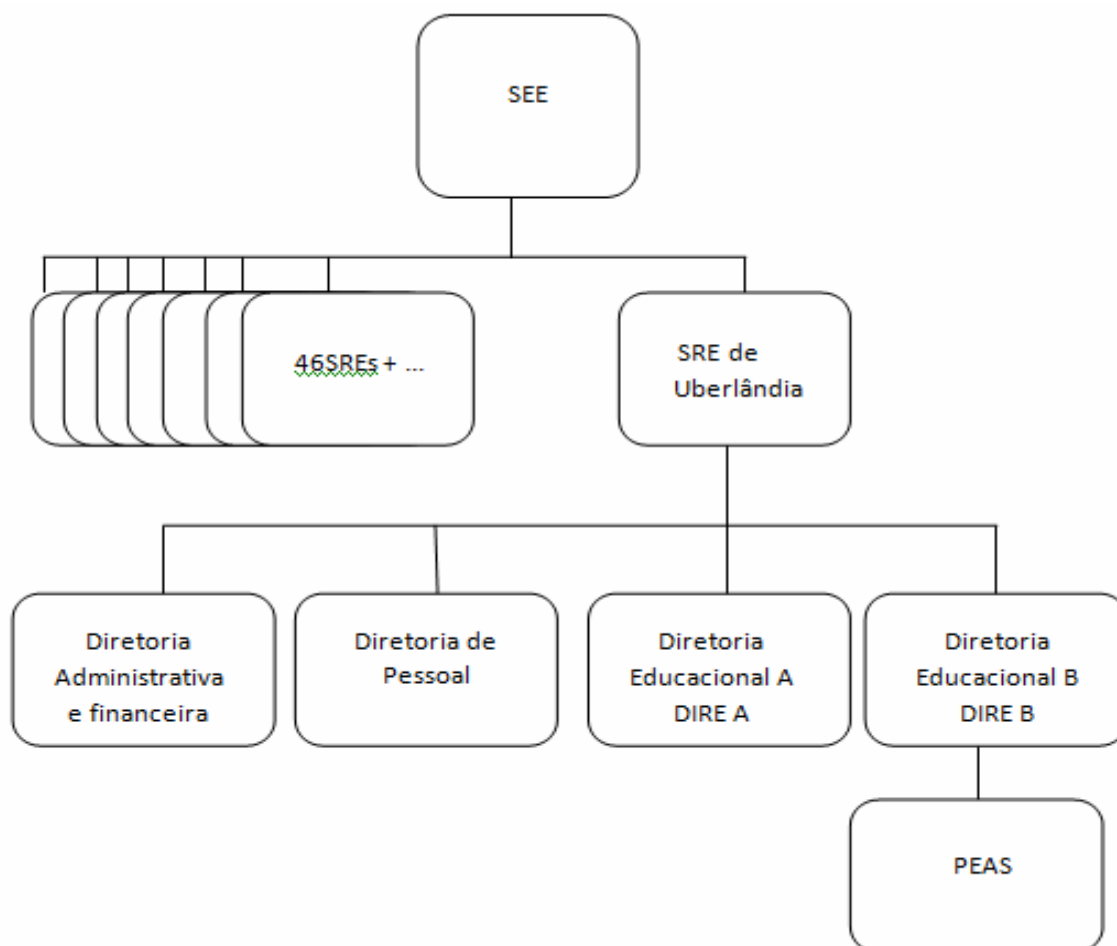 SEE
46SREs + ...
SRE de
Uberlândia
Diretoria
Administrativa
e financeira
Diretoria de
Pessoal
Diretoria
Educacional A
DIRE A
Diretoria
Educacional B
DIRE B
PEAS